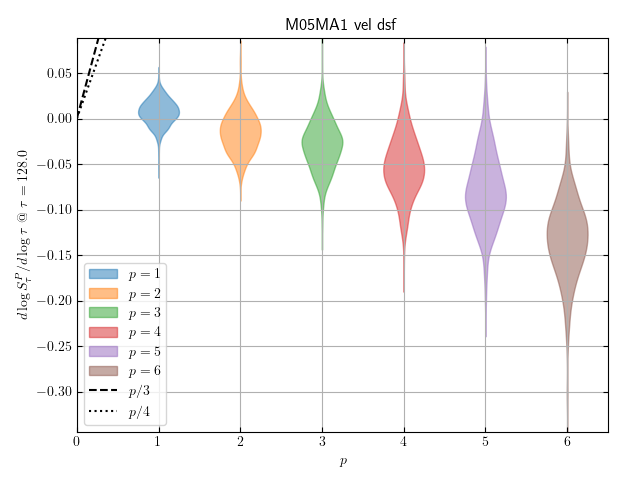 M05MA1 vel dsf
d log S_τ^P / d log τ @ τ = 128.0
0.05
0.00
−0.05
−0.10
−0.15
−0.20
−0.25
−0.30
p = 1
p = 2
p = 3
p = 4
p = 5
p = 6
p/3
p/4
0 1 2 3 4 5 6
p